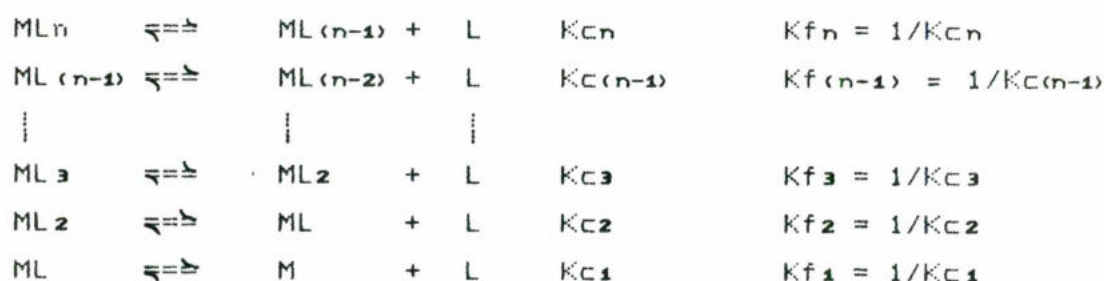 MLn ⇌ ML(n-1) + L Kcn Kfn = 1/Kcn
ML(n-1) ⇌ ML(n-2) + L Kc(n-1) Kf(n-1) = 1/Kc(n-1)
ML3 ⇌ ML2 + L Kc3 Kf3 = 1/Kc3
ML2 ⇌ ML + L Kc2 Kf2 = 1/Kc2
ML ⇌ M + L Kc1 Kf1 = 1/Kc1